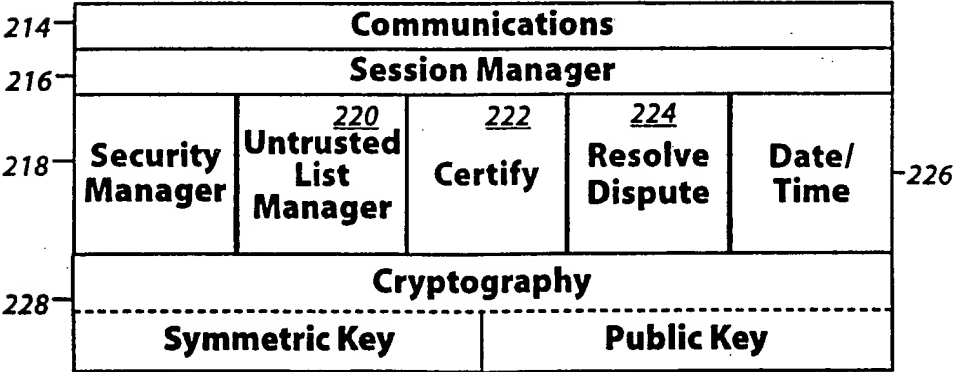 214
Communications
216
Session Manager
218
Security
Manager
220
Untrusted
List
Manager
222
Certify
224
Resolve
Dispute
Date/
Time
226
228
Cryptography
Symmetric Key
Public Key